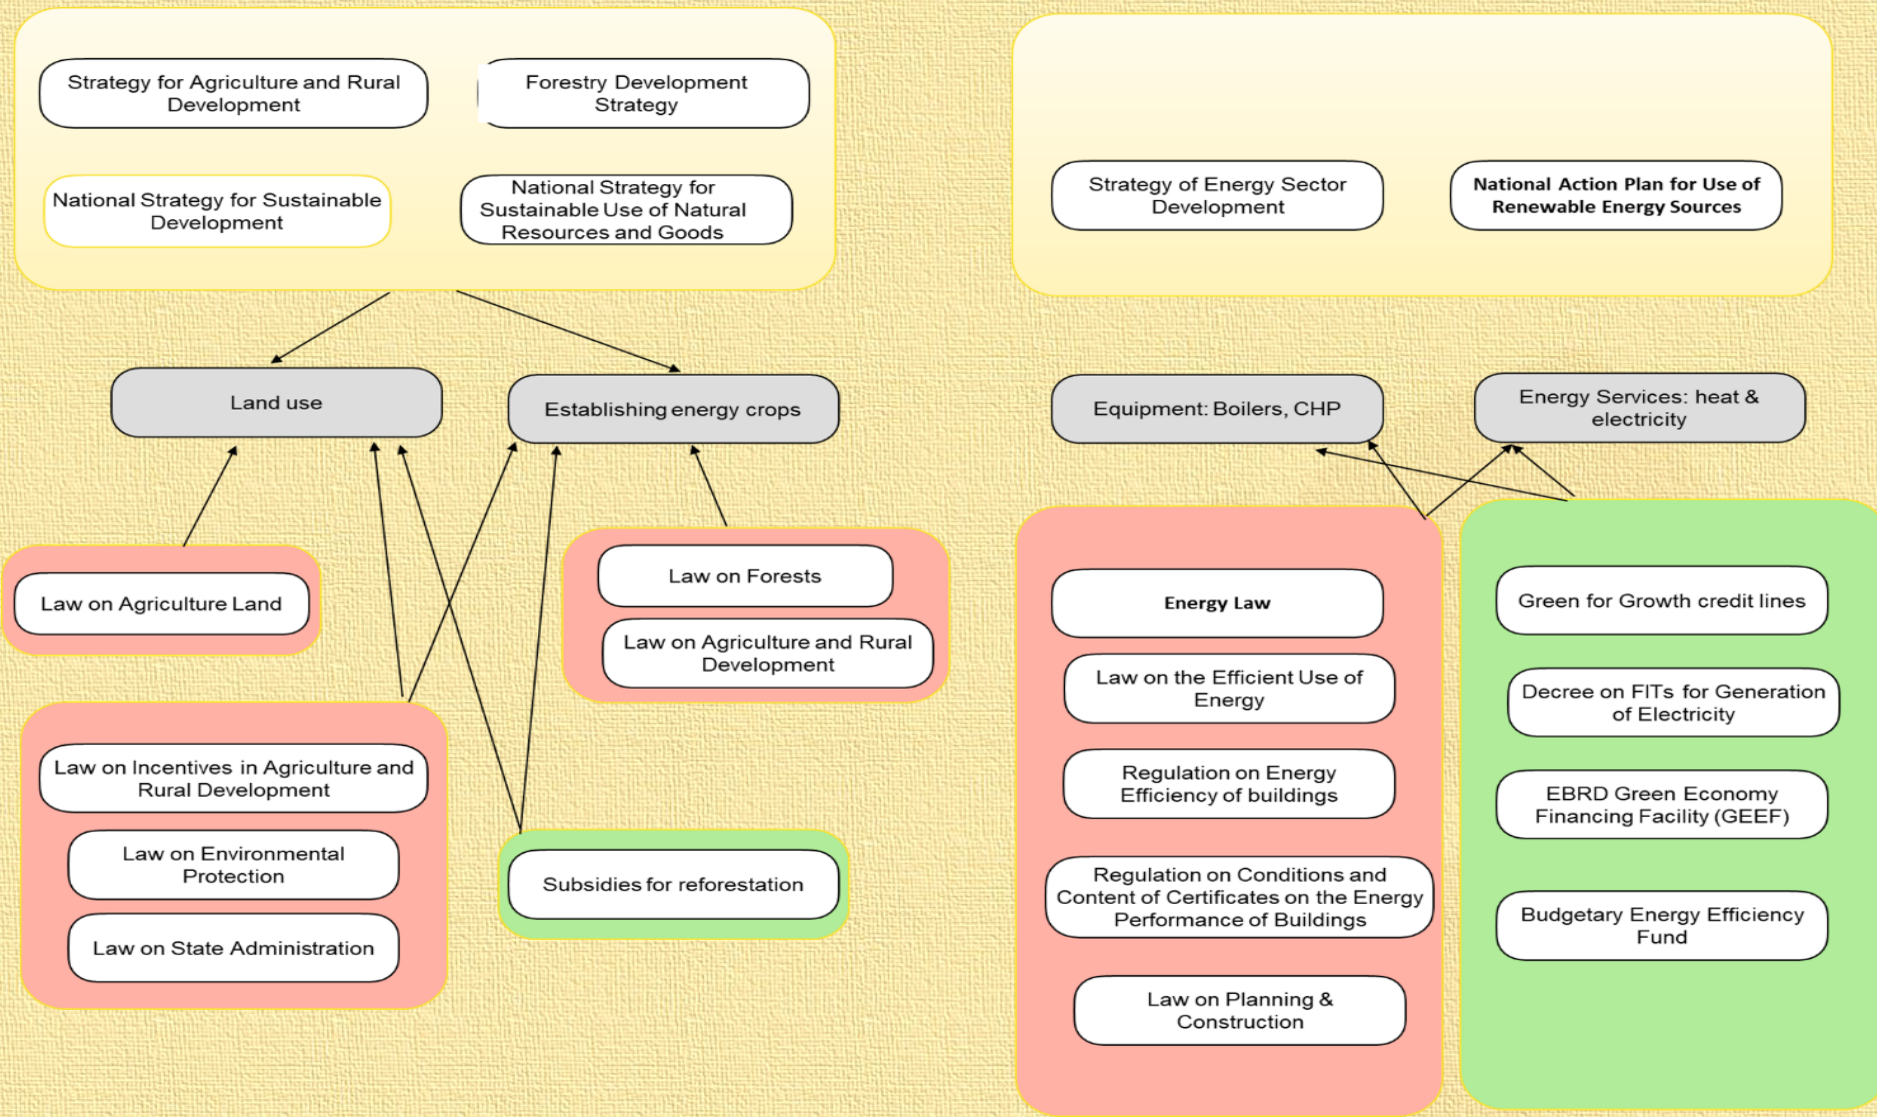 Strategy for Agriculture and Rural
Development
Forestry Development
Strategy
National Strategy for Sustainable
Development
National Strategy for
Sustainable Use of Natural
Resources and Goods
Strategy of Energy Sector
Development
National Action Plan for Use of
Renewable Energy Sources
Land use
Establishing energy crops
Equipment: Boilers, CHP
Energy Services: heat &
electricity
Law on Agriculture Land
Law on Forests
Law on Agriculture and Rural
Development
Law on Incentives in Agriculture and
Rural Development
Law on Environmental
Protection
Law on State Administration
Subsidies for reforestation
Energy Law
Law on the Efficient Use of
Energy
Regulation on Energy
Efficiency of buildings
Regulation on Conditions and
Content of Certificates on the Energy
Performance of Buildings
Law on Planning &
Construction
Green for Growth credit lines
Decree on FITs for Generation
of Electricity
EBRD Green Economy
Financing Facility (GEEF)
Budgetary Energy Efficiency
Fund